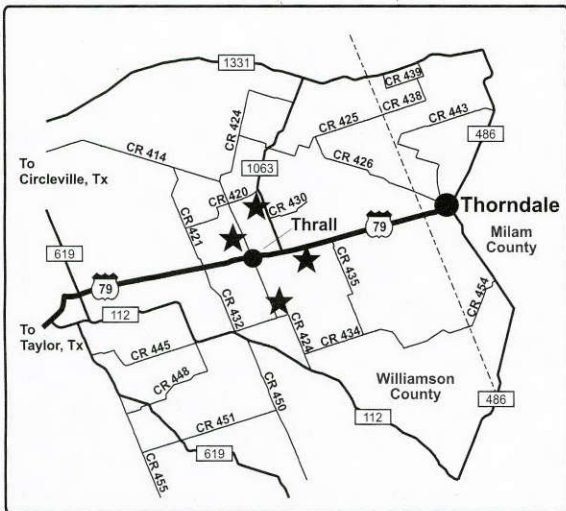 1331
CR 439
CR 438
CR 424
CR 425
CR 443
486
CR 414
CR 426
To
Circleville, Tx
1063
CR 420
CR 430
Thorndale
Thrall
79
Milam
County
CR 421
619
79
CR 435
CR 454
112
To
Taylor, Tx
CR 432
CR 445
CR 424
CR 434
CR 448
Williamson
County
486
CR 450
112
CR 451
619
CR 455